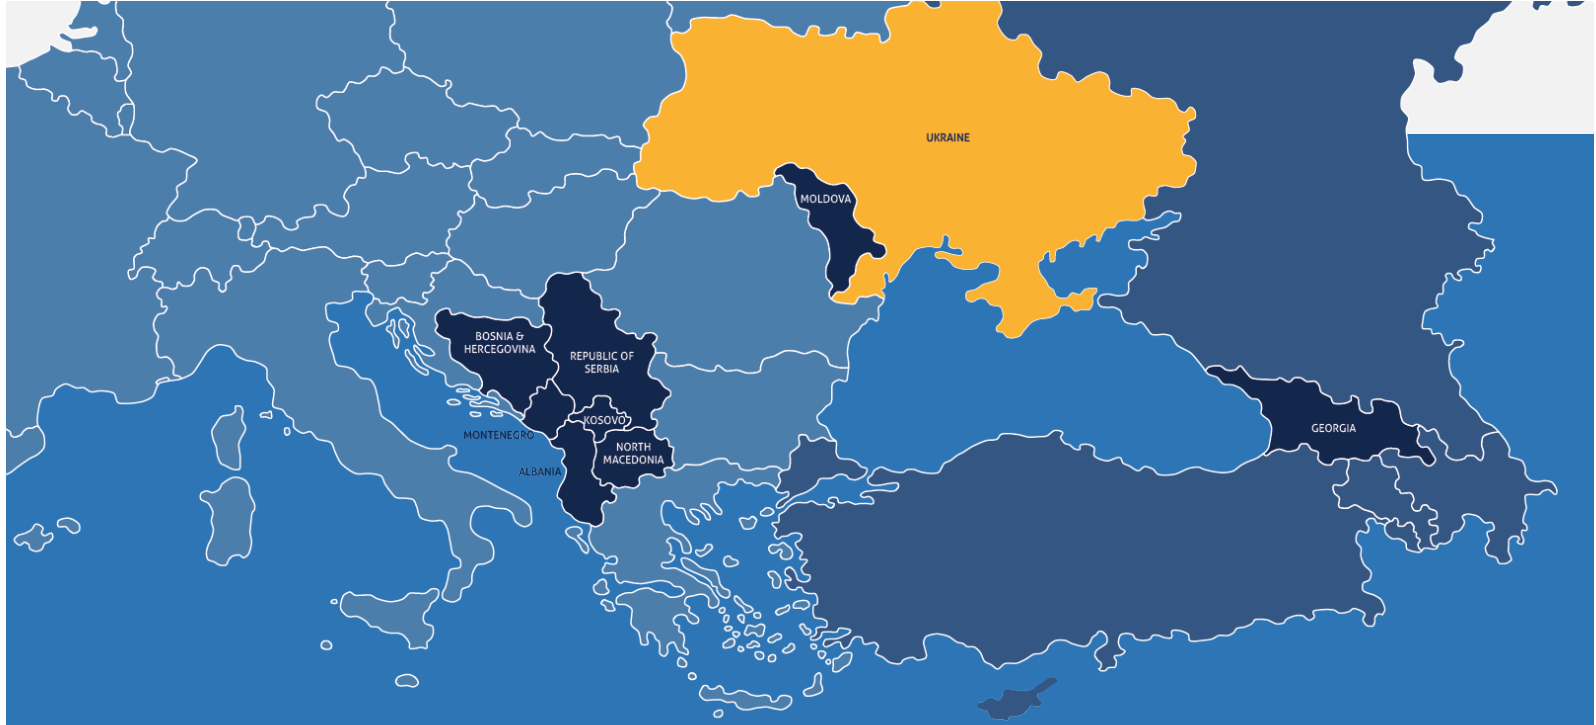 UKRAINE
MOLDOVA
BOSNIA &
HERCEGOVINA
REPUBLIC OF
SERBIA
KOSOVO
MONTENEGRO
NORTH
MACEDONIA
ALBANIA
GEORGIA